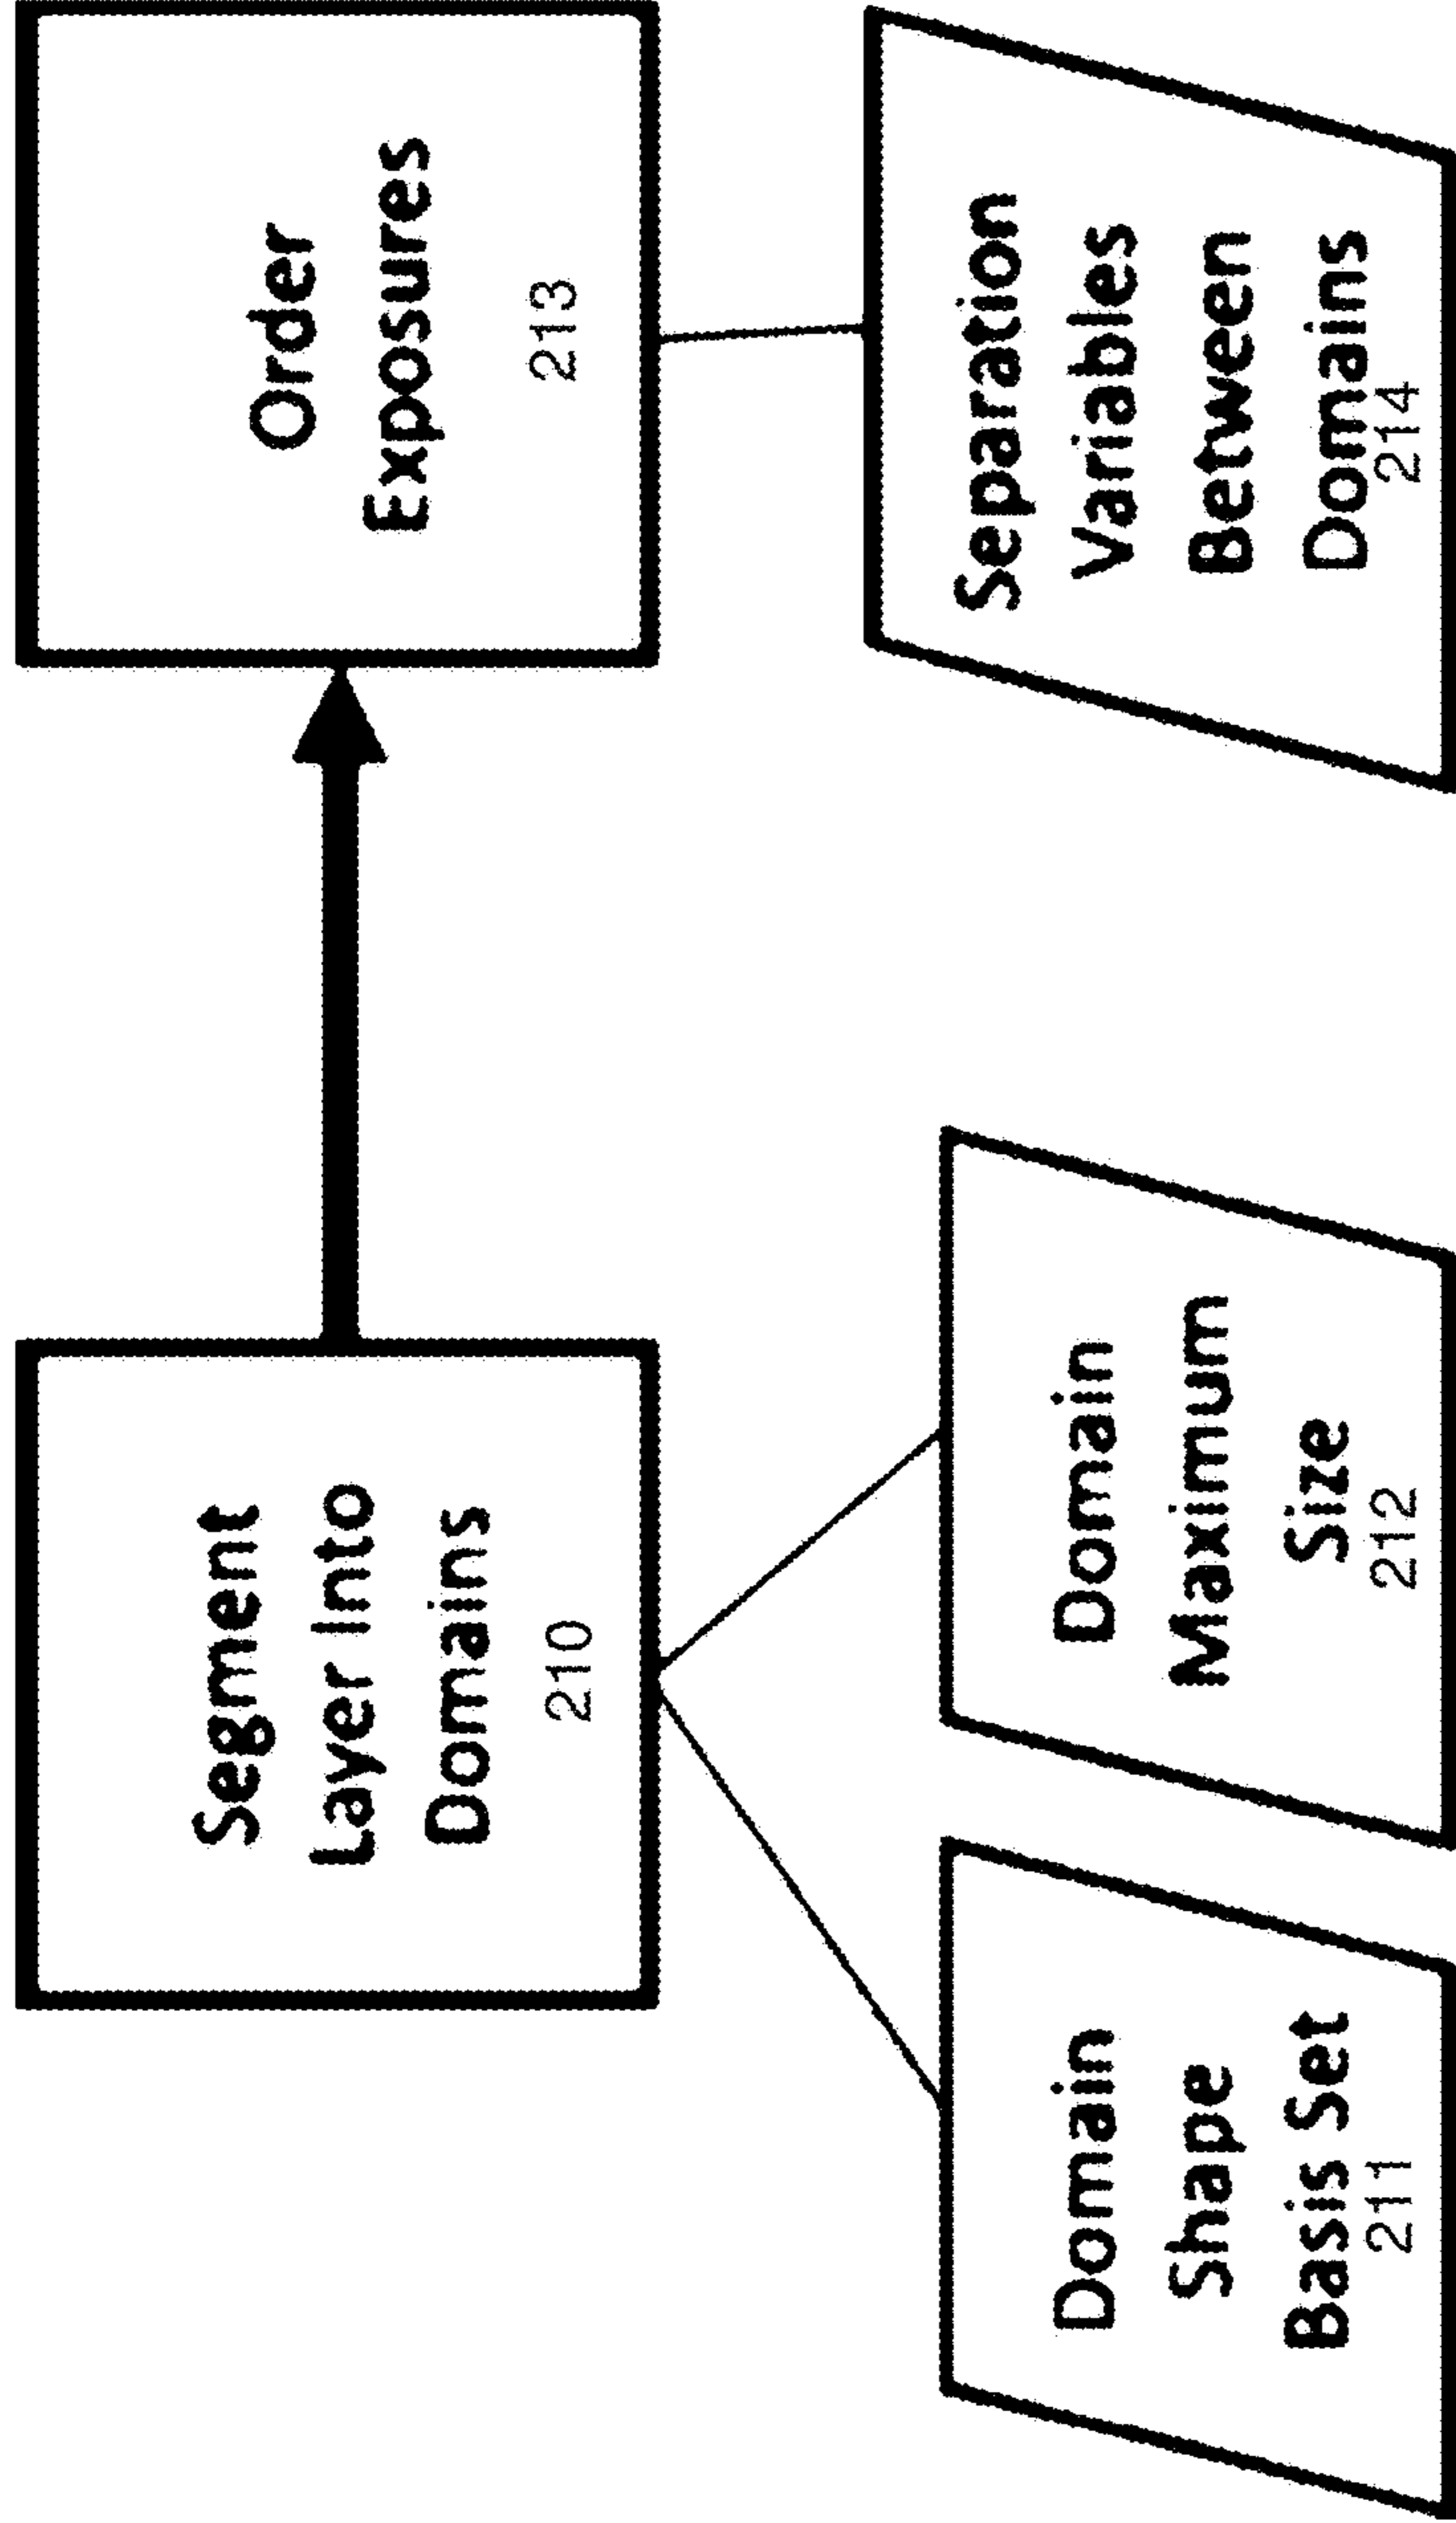 Segment
Layer Into
Domains
210
Order
Exposures
213
Domain
Shape
Basis Set
211
Domain
Maximum
Size
212
Separation
Variables
Between
Domains
214